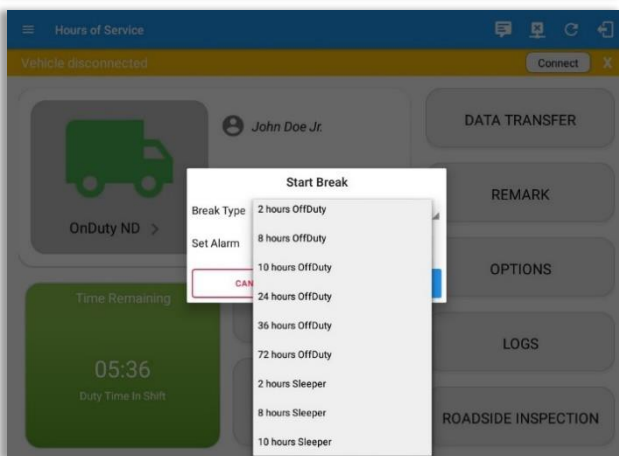 Hours of Service
Vehicle disconnected
Connect
X
John Doe Jr.
OnDuty ND >
DATA TRANSFER
REMARK
OPTIONS
LOGS
ROADSIDE INSPECTION
Start Break
Break Type
Set Alarm
CAN
2 hours OffDuty
8 hours OffDuty
10 hours OffDuty
24 hours OffDuty
36 hours OffDuty
72 hours OffDuty
2 hours Sleeper
8 hours Sleeper
10 hours Sleeper
Time Remaining
05:36
Duty Time In Shift